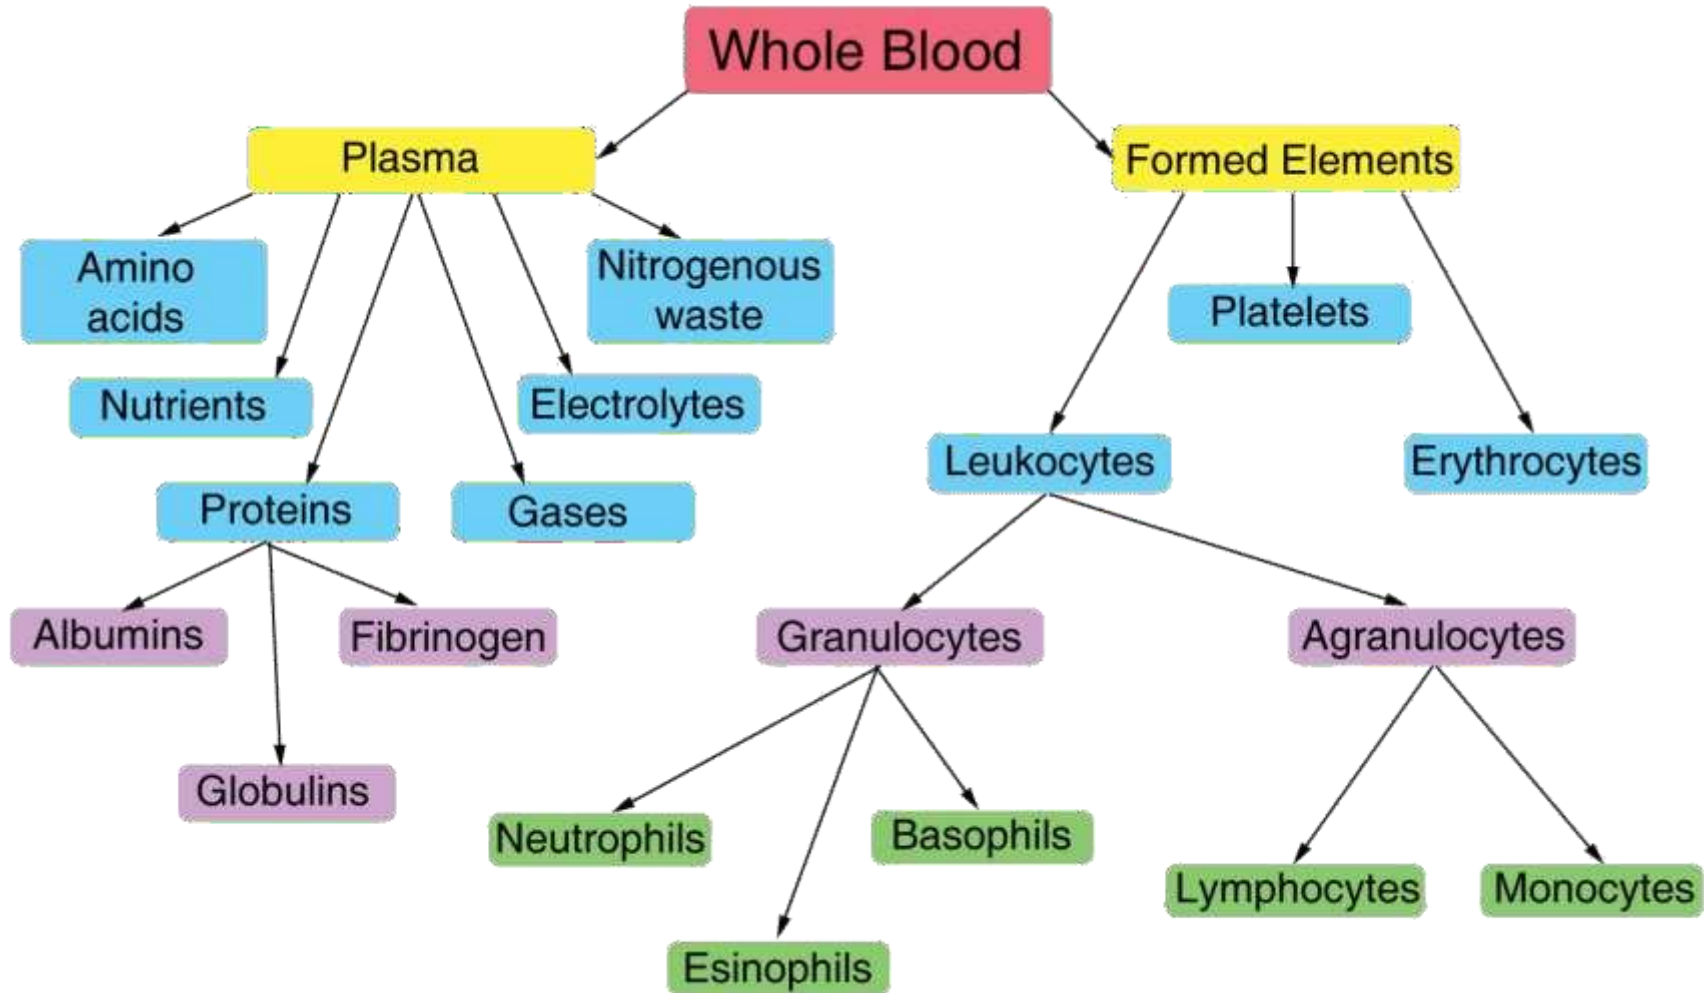 Whole Blood
Plasma
Formed Elements
Amino
acids
Nitrogenous
waste
Platelets
Nutrients
Electrolytes
Leukocytes
Erythrocytes
Proteins
Gases
Albumins
Fibrinogen
Granulocytes
Agranulocytes
Globulins
Neutrophils
Basophils
Lymphocytes
Monocytes
Esinophils